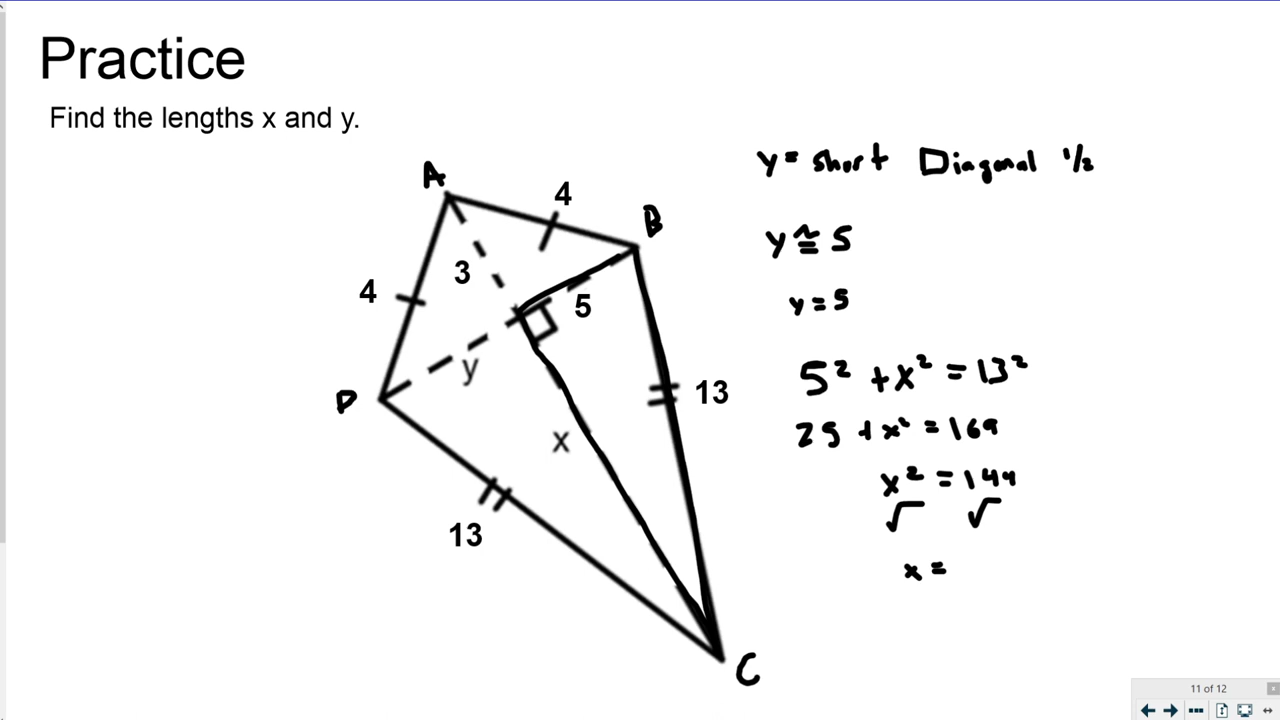 Practice
Find the lengths x and y.
y = short Diagonal 1/2
A
4
B
y ≅ 5
3
4
5
y = 5
y
5² + x² = 13²
P
13
x
25 + x² = 169
x² = 144
√ √
13
x =
C
11 of 12